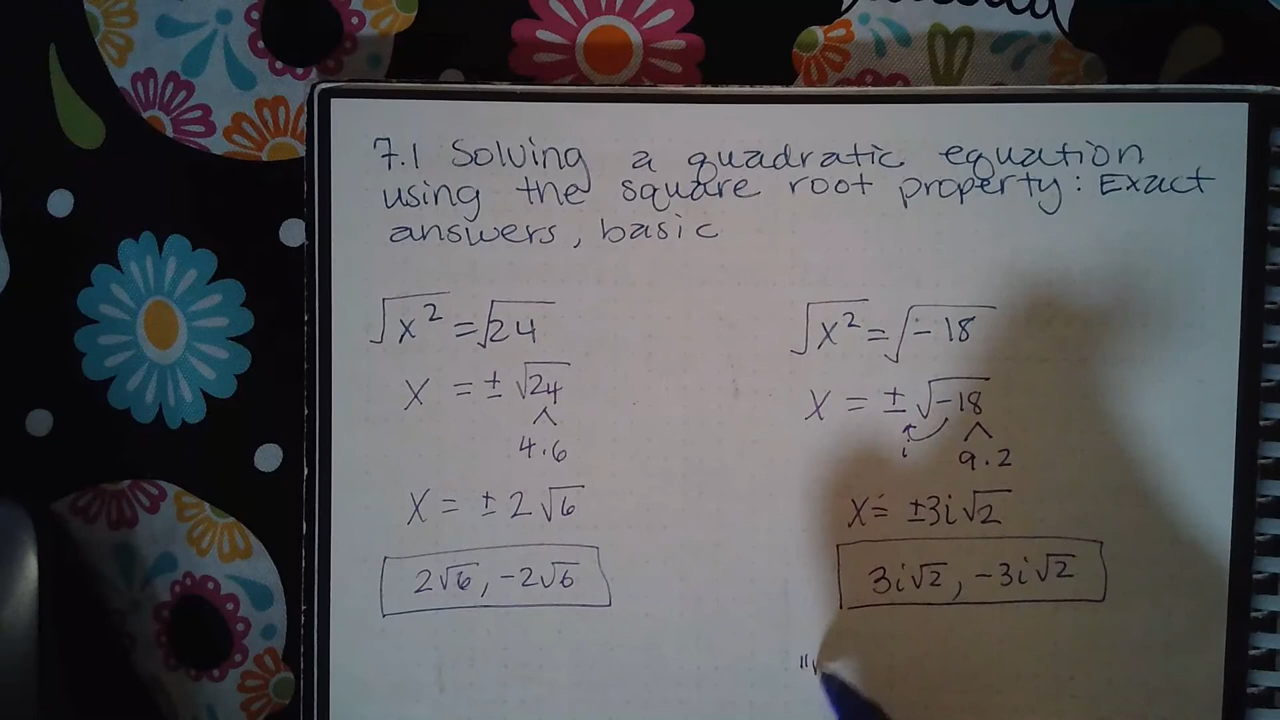 7.1 Solving a quadratic equation
using the square root property: Exact
answers, basic
√x² = √24
x = ± √24
4.6
x = ± 2√6
2√6, -2√6
√x² = √-18
x = ± √-18
i 9.2
x = ±3i√2
3i√2, -3i√2